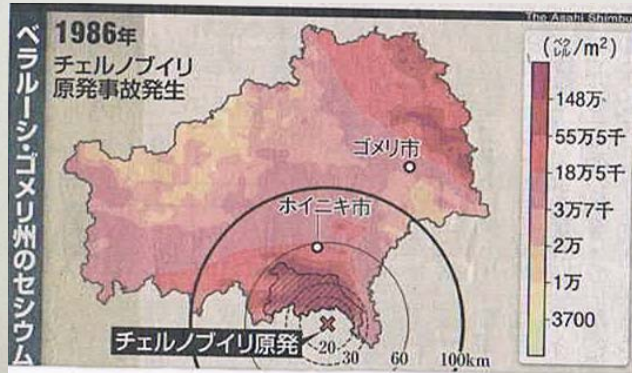 The Asahi Shimbu
ベラルーシ・ゴメリ州のセシウム
1986年
チェルノブイリ
原発事故発生
ゴメリ市
ホイニキ市
チェルノブイリ原発
20
30
60
100km
(ベクレル/m²)
148万
55万5千
18万5千
3万7千
2万
1万
3700